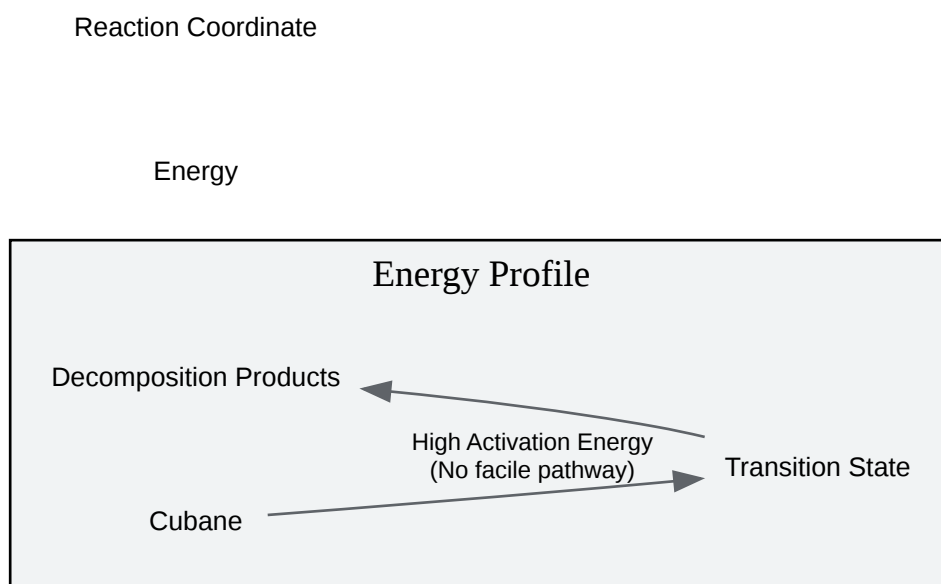 Reaction Coordinate
Energy
Energy Profile
Decomposition Products
High Activation Energy
(No facile pathway)
Transition State
Cubane